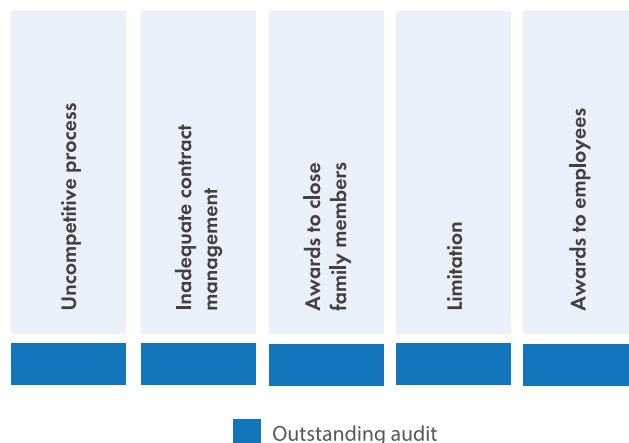 Uncompetitive process
Inadequate contract
management
Awards to close
family members
Limitation
Awards to employees
Outstanding audit